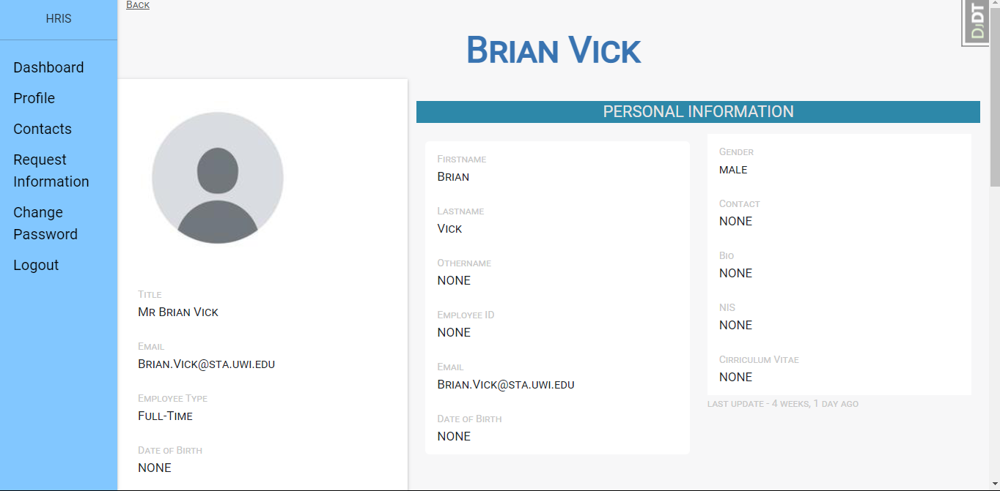 HRIS
Dashboard
Profile
Contacts
Request
Information
Change
Password
Logout
Back
DjDT
Brian Vick
Title
Mr Brian Vick
Email
Brian.Vick@sta.uwi.edu
Employee Type
Full-Time
Date of Birth
NONE
PERSONAL INFORMATION
Firstname
Brian
Lastname
Vick
Othername
NONE
Employee ID
NONE
Email
Brian.Vick@sta.uwi.edu
Date of Birth
NONE
Gender
male
Contact
NONE
Bio
NONE
NIS
NONE
Cirriculum Vitae
NONE
last update - 4 weeks, 1 day ago